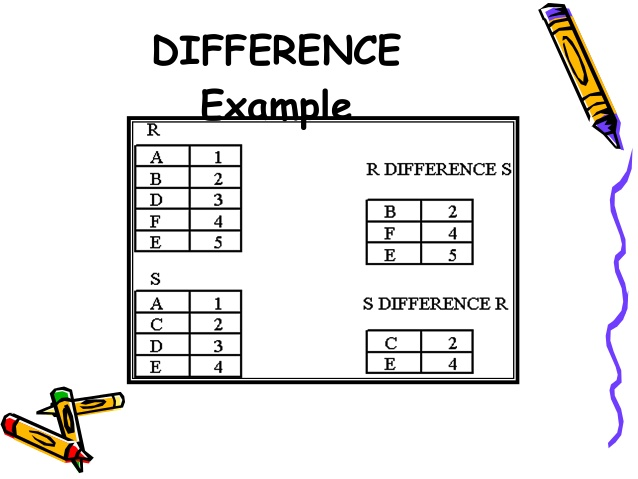 DIFFERENCE
Example
R
A 1
B 2
D 3
F 4
E 5
S
A 1
C 2
D 3
E 4
R DIFFERENCE S
B 2
F 4
E 5
S DIFFERENCE R
C 2
E 4